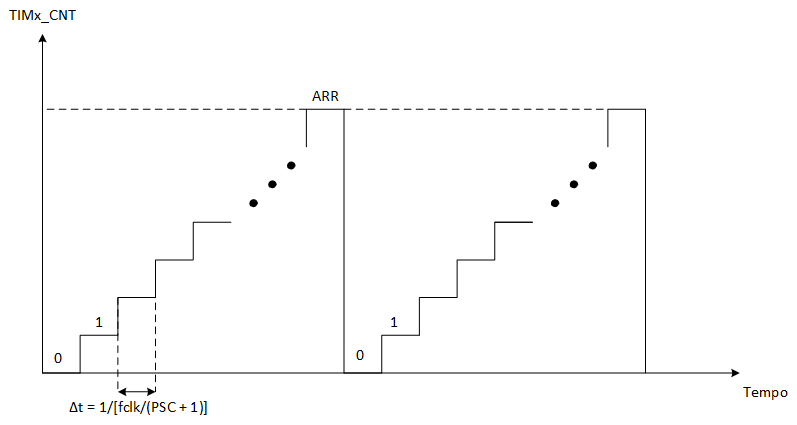 TIMx_CNT
ARR
1
1
0
0
Tempo
Δt = 1/[fclk/(PSC + 1)]